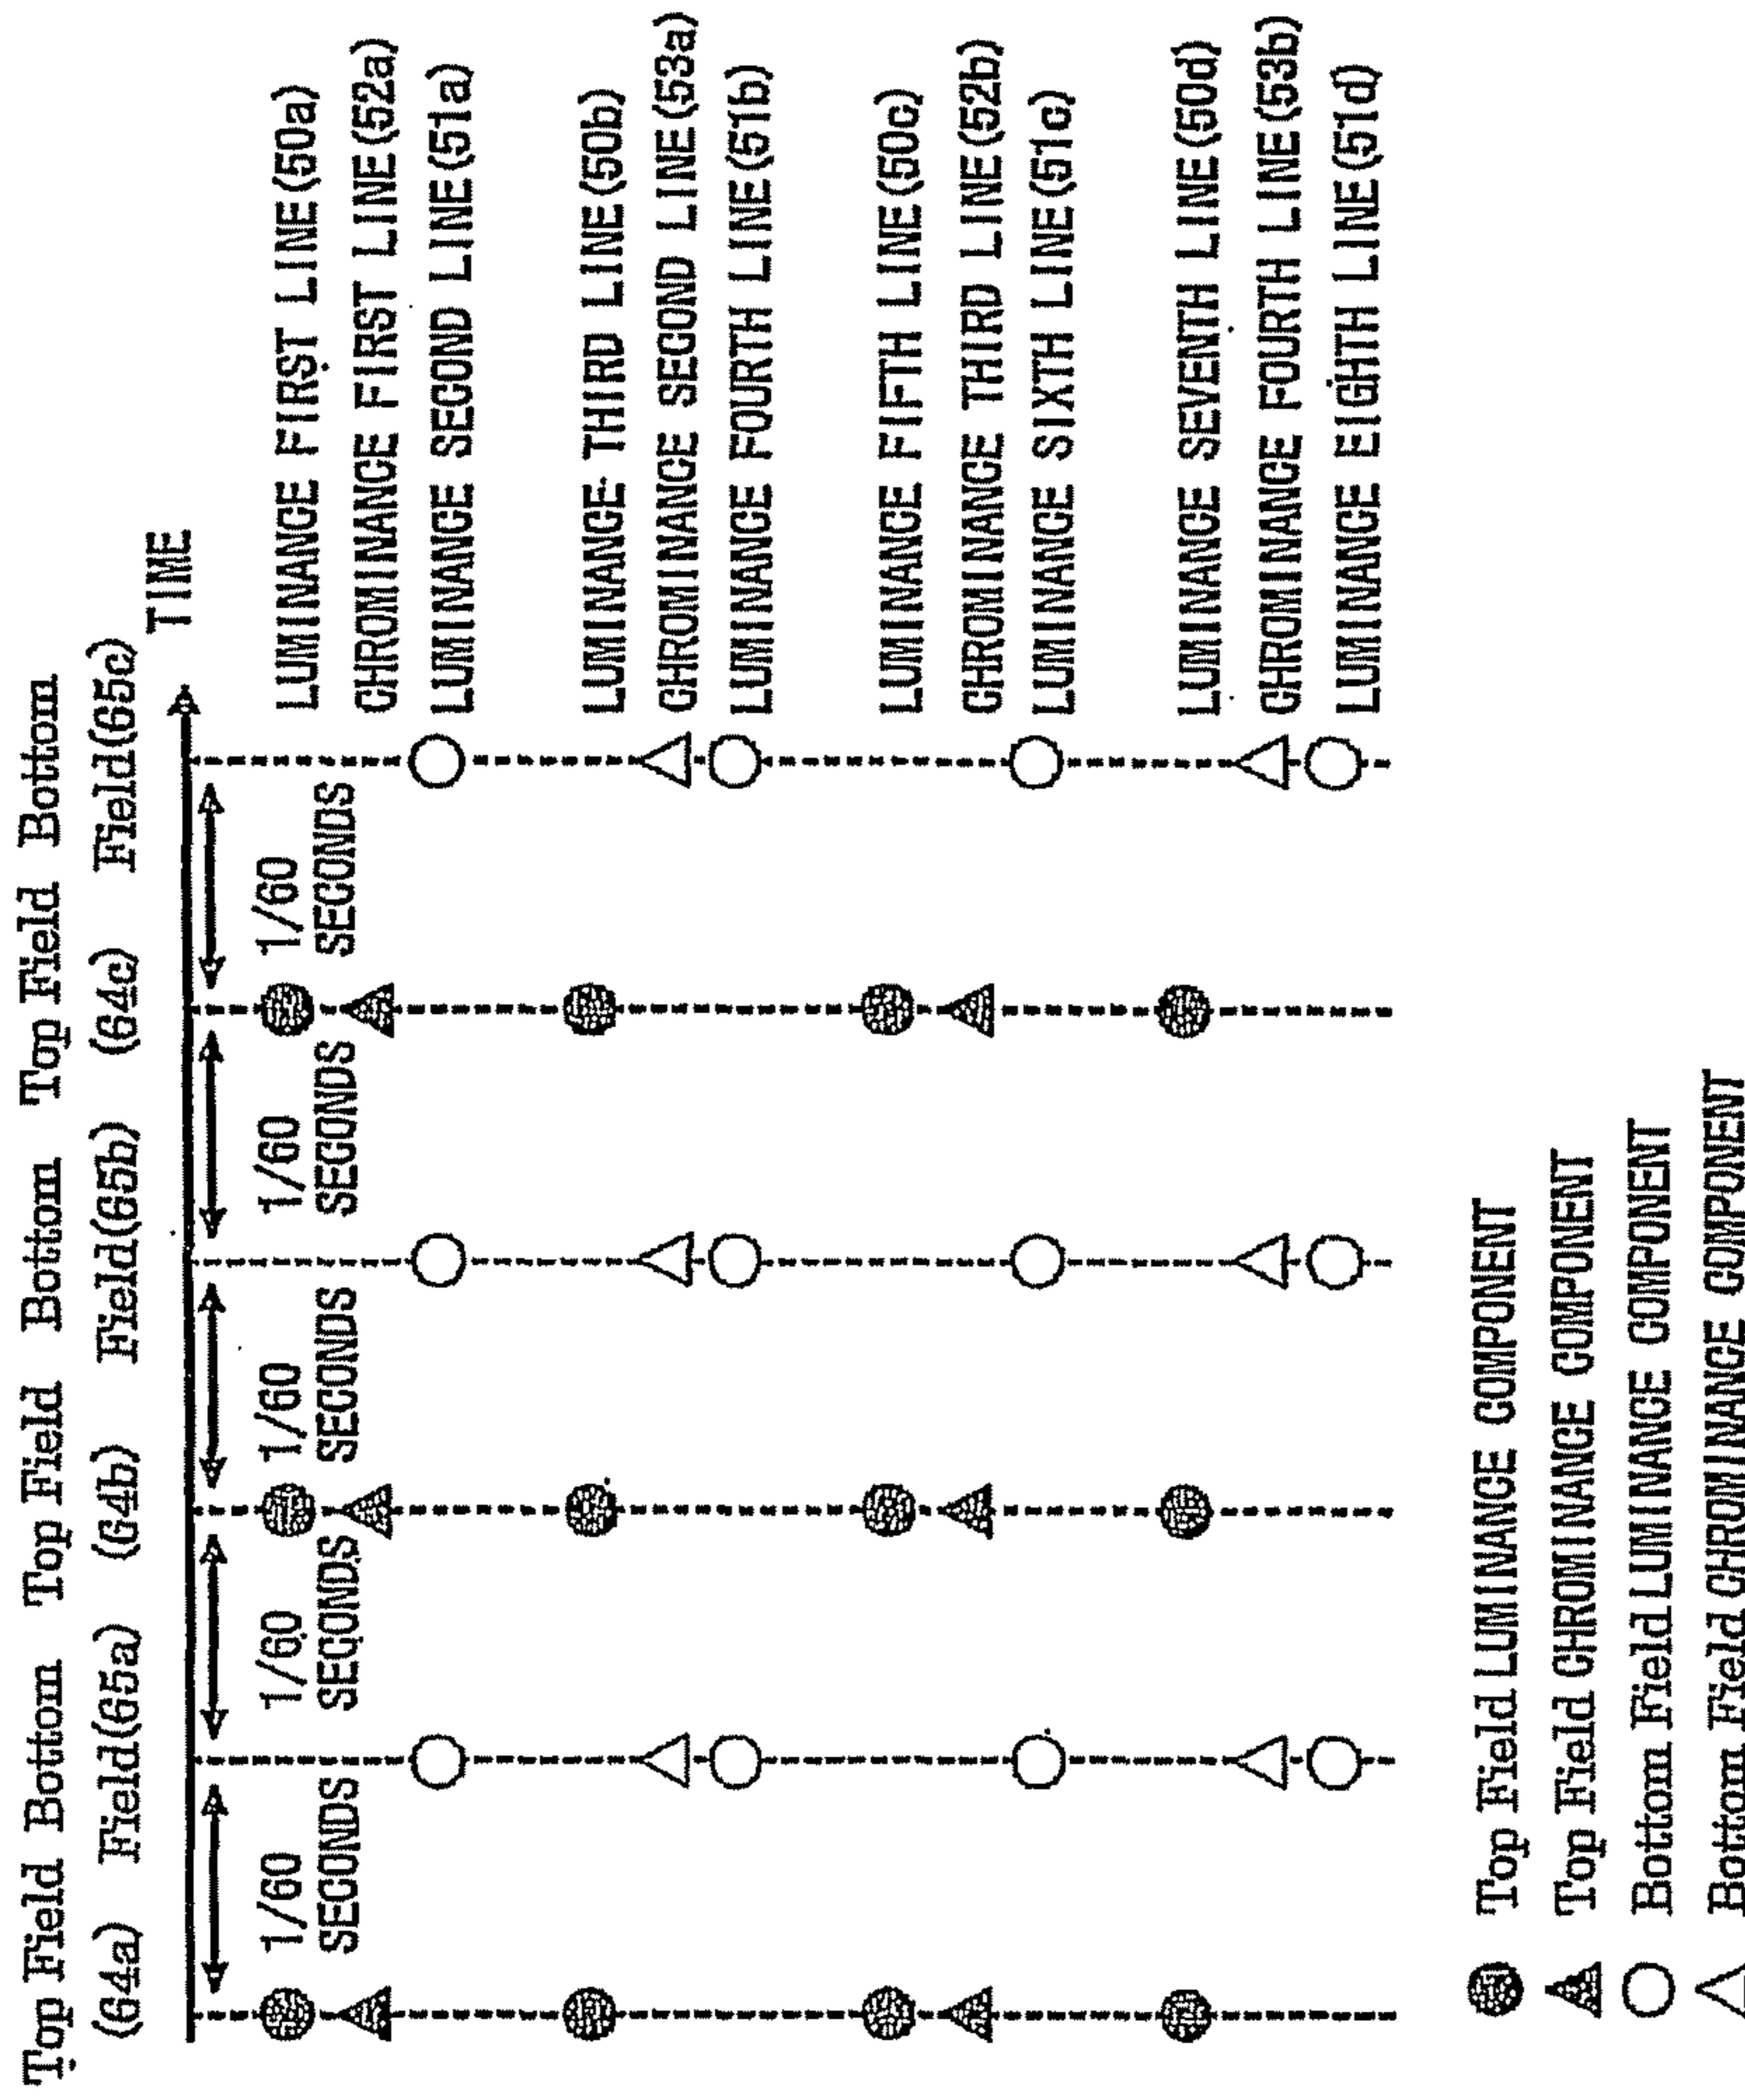 Top Field Bottom Top Field Bottom Top Field Bottom
(64a) Field(65a) (64b) Field(65b) (64c) Field(65c)
TIME
1/60
SECONDS
1/60
SECONDS
1/60
SECONDS
1/60
SECONDS
1/60
SECONDS
LUMINANCE FIRST LINE(50a)
CHROMINANCE FIRST LINE(52a)
LUMINANCE SECOND LINE(51a)
LUMINANCE THIRD LINE(50b)
CHROMINANCE SECOND LINE(53a)
LUMINANCE FOURTH LINE(51b)
LUMINANCE FIFTH LINE(50c)
CHROMINANCE THIRD LINE(52b)
LUMINANCE SIXTH LINE(51c)
LUMINANCE SEVENTH LINE(50d)
CHROMINANCE FOURTH LINE(53b)
LUMINANCE EIGHTH LINE(51d)
Top Field LUMINANCE COMPONENT
Top Field CHROMINANCE COMPONENT
Bottom Field LUMINANCE COMPONENT
Bottom Field CHROMINANCE COMPONENT